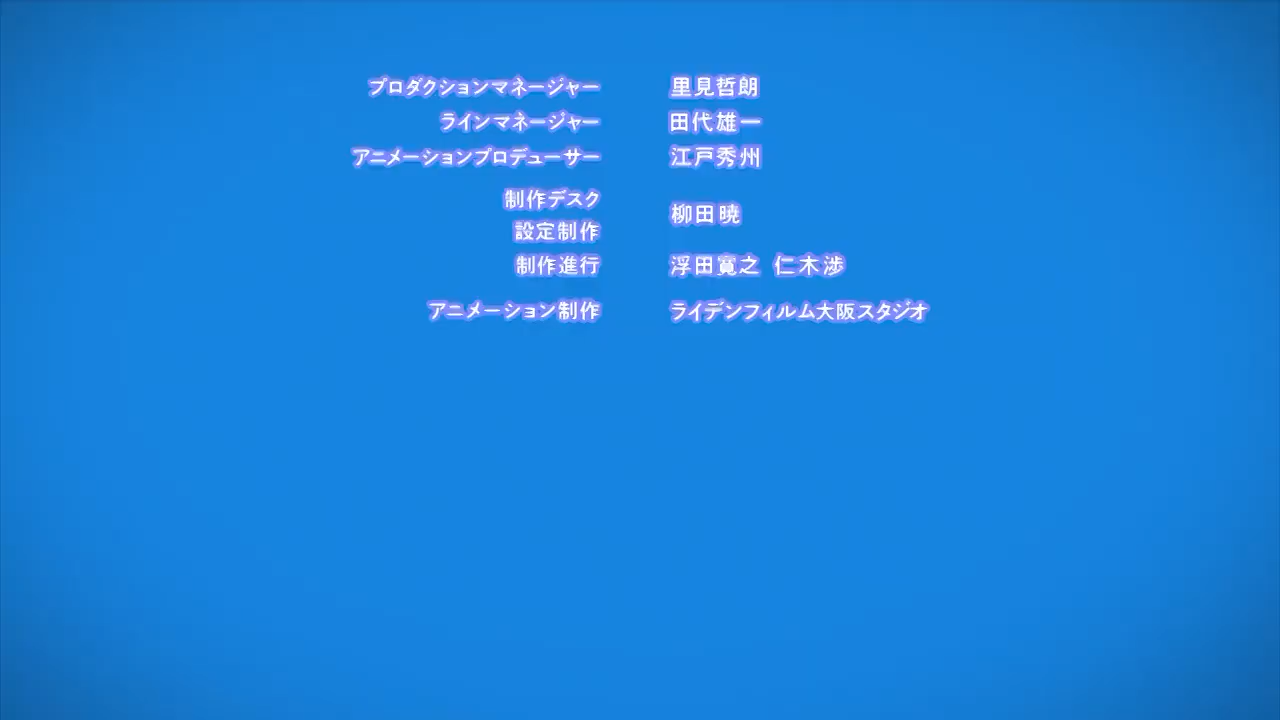 プロダクションマネージャー 里見哲朗
ラインマネージャー 田代雄一
アニメーションプロデューサー 江戸秀州
制作デスク
柳田暁
設定制作
制作進行 浮田寛之 仁木渉
アニメーション制作 ライデンフィルム大阪スタジオ